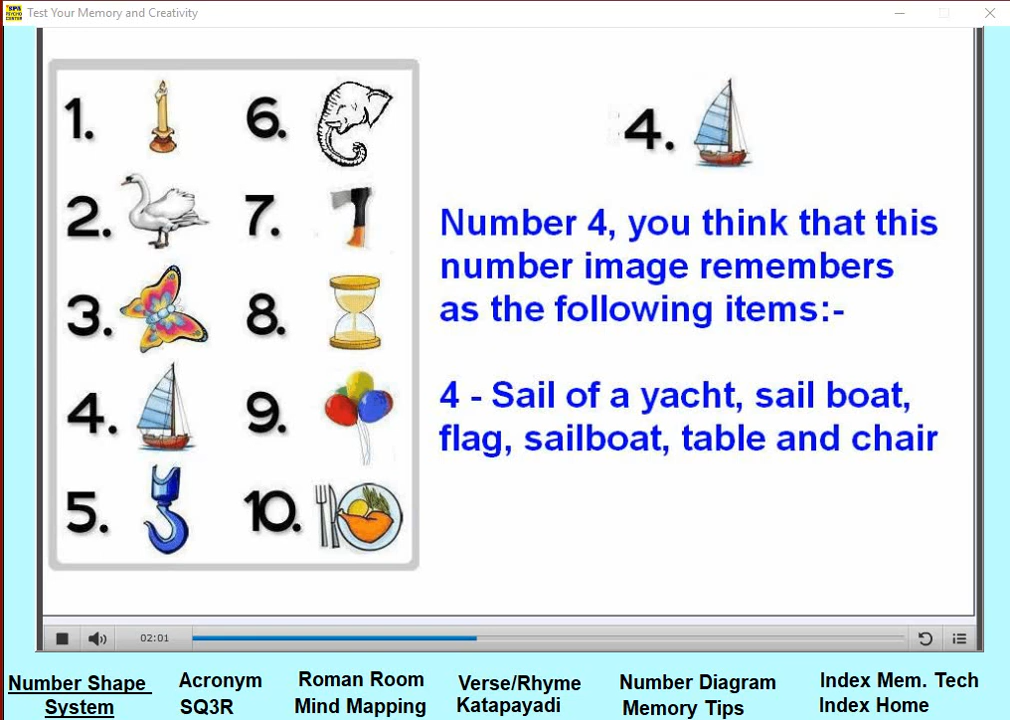 Test Your Memory and Creativity
1.
2.
3.
4.
5.
6.
7.
8.
9.
10.
4.
Number 4, you think that this
number image remembers
as the following items:-
4 - Sail of a yacht, sail boat,
flag, sailboat, table and chair
02:01
Number Shape
System
Acronym
SQ3R
Roman Room
Mind Mapping
Verse/Rhyme
Katapayadi
Number Diagram
Memory Tips
Index Mem. Tech
Index Home